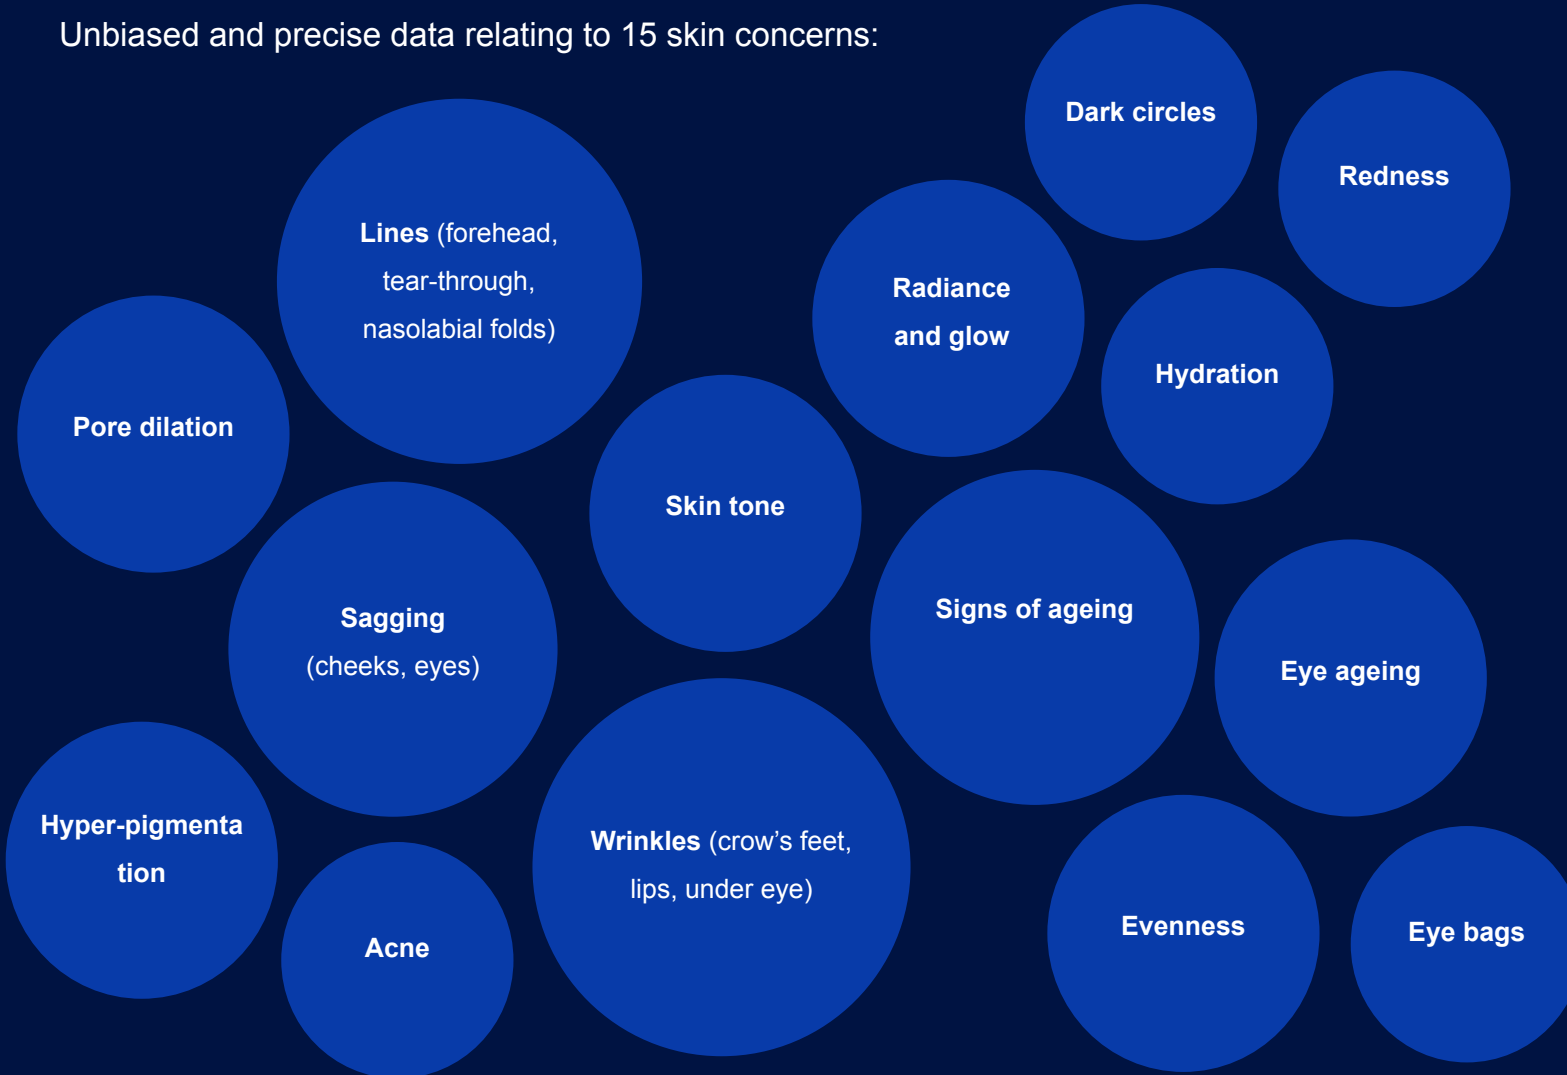 Unbiased and precise data relating to 15 skin concerns:
Dark circles
Redness
Lines (forehead,
tear-through,
nasolabial folds)
Radiance
and glow
Hydration
Pore dilation
Skin tone
Sagging
(cheeks, eyes)
Signs of ageing
Eye ageing
Hyper-pigmenta
tion
Wrinkles (crow’s feet,
lips, under eye)
Acne
Evenness
Eye bags